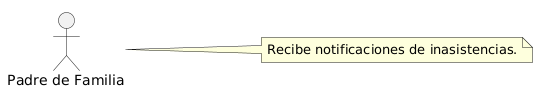 Recibe notificaciones de inasistencias.
Padre de Familia